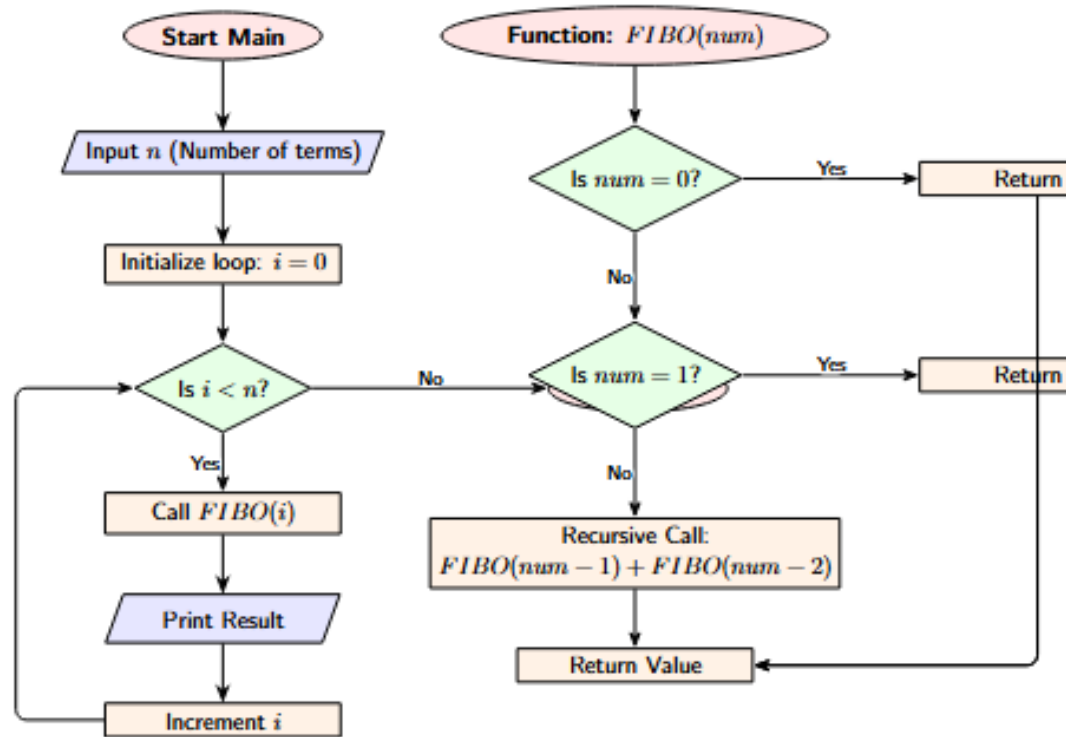 Start Main
Input n (Number of terms)
Initialize loop: i = 0
Is i < n?
No
Yes
Call FIBO(i)
Print Result
Increment i
Function: FIBO(num)
Is num = 0?
Yes
Return
No
Is num = 1?
Yes
Return
No
Recursive Call:
FIBO(num − 1) + FIBO(num − 2)
Return Value